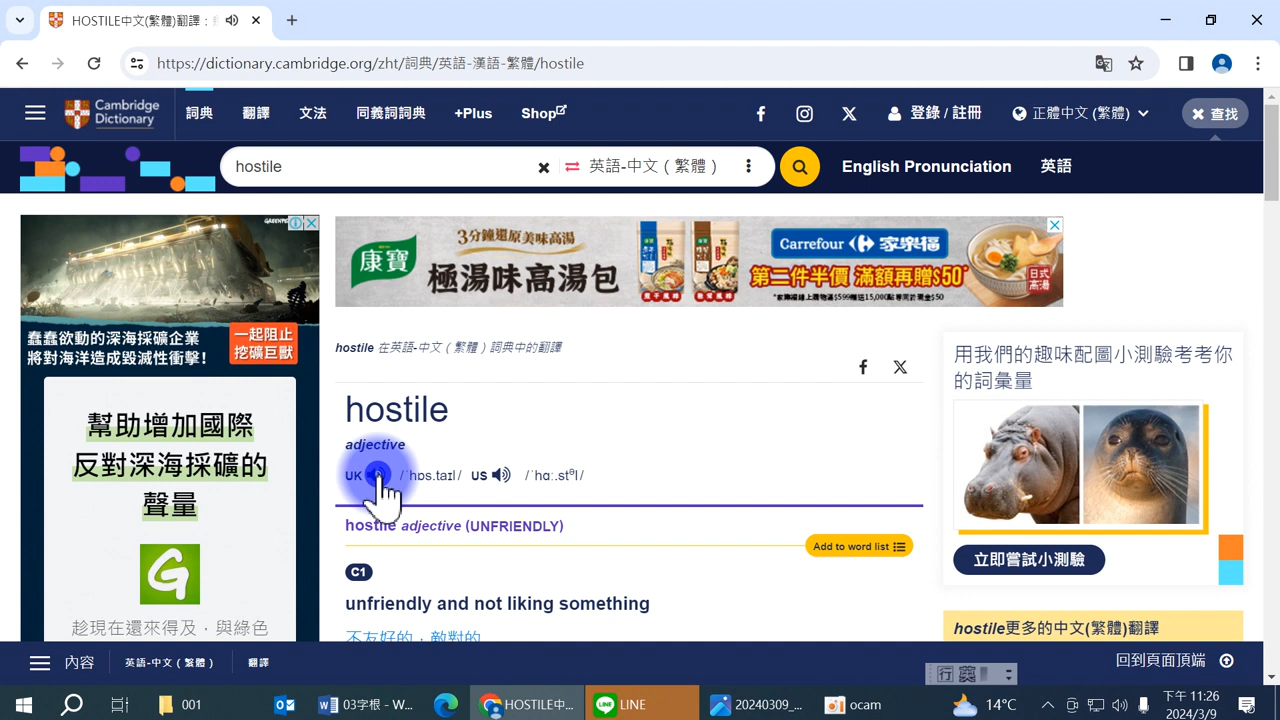 HOSTILE中文(繁體)翻譯：
https://dictionary.cambridge.org/zht/詞典/英語-漢語-繁體/hostile
Cambridge
Dictionary
詞典
翻譯
文法
同義詞詞典
+Plus
Shop
登錄 / 註冊
正體中文 (繁體)
查找
hostile
英語-中文（繁體）
English Pronunciation
英語
GREENPEACE
蠢蠢欲動的深海採礦企業
將對海洋造成毀滅性衝擊！
一起阻止
挖礦巨獸
幫助增加國際
反對深海採礦的
聲量
趁現在還來得及，與綠色
康寶
3分鐘還原美味高湯
極湯味高湯包
Carrefour 家樂福
第二件半價 滿額再贈$50*
日式
高湯
hostile 在英語-中文（繁體）詞典中的翻譯
hostile
adjective
UK /ˈhɒs.taɪl/ US /ˈhɑː.stᵊl/
hostile adjective (UNFRIENDLY)
Add to word list
C1
unfriendly and not liking something
不友好的，敵對的
用我們的趣味配圖小測驗考考你
的詞彙量
立即嘗試小測驗
hostile更多的中文(繁體)翻譯
內容
英語-中文（繁體）
翻譯
回到頁面頂端
行 英
001
03字根 - W...
HOSTILE中...
LINE
20240309_...
ocam
14°C
下午 11:26
2024/3/9